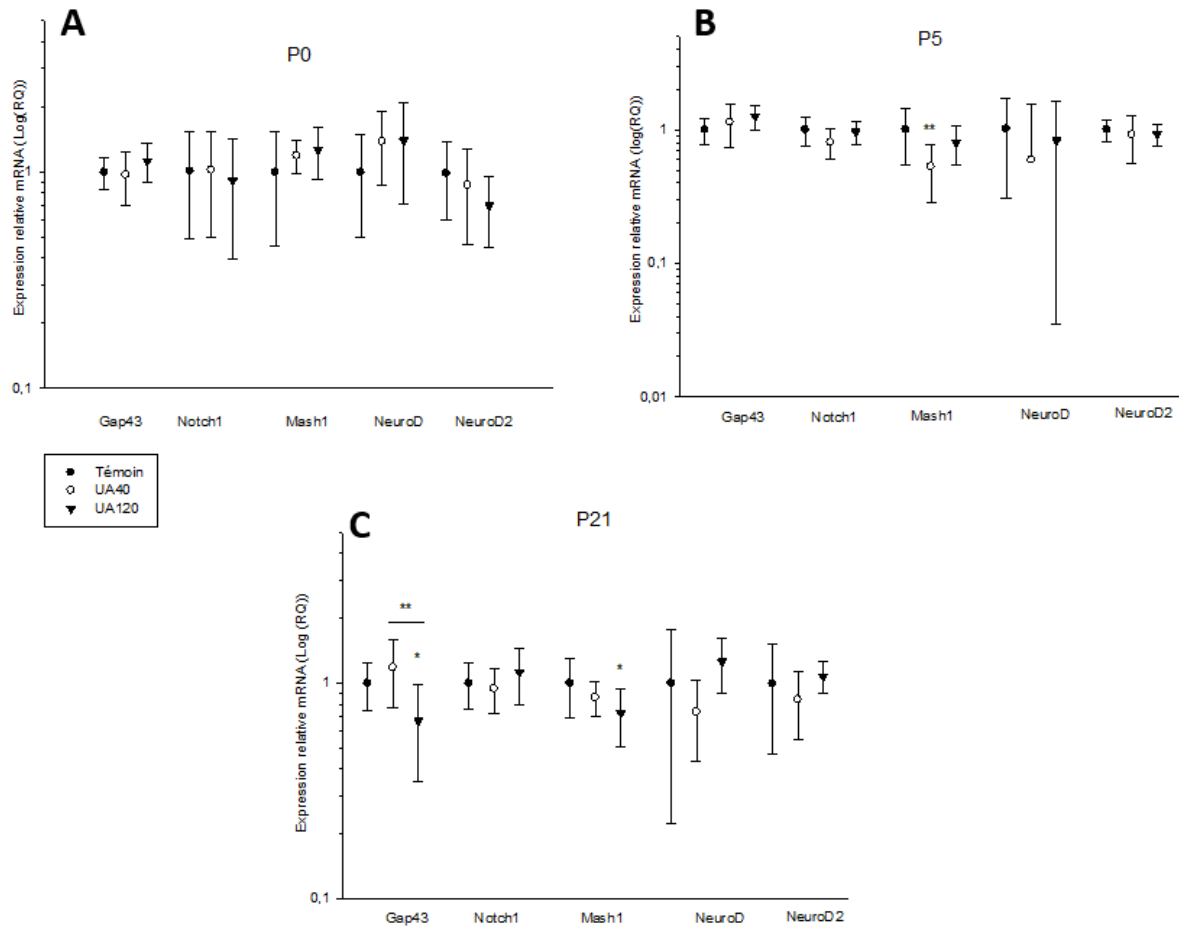 A
P0
Expression relative mRNA (Log(RQ))
1
0,1
Gap43 Notch1 Mash1 NeuroD NeuroD2
Témoin
UA40
UA120
B
P5
Expression relative mRNA (log(RQ))
1
0,1
0,01
**
Gap43 Notch1 Mash1 NeuroD NeuroD2
C
P21
Expression relative mRNA (Log (RQ))
1
0,1
**
*
*
Gap43 Notch1 Mash1 NeuroD NeuroD2